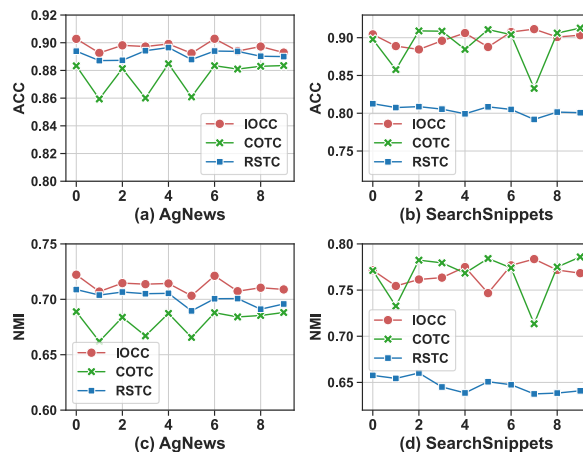 0.92
0.90
0.88
0.86
0.84
0.82
0.80
ACC
IOCC
COTC
RSTC
0 2 4 6 8
(a) AgNews
0.90
0.85
0.80
0.75
ACC
IOCC
COTC
RSTC
0 2 4 6 8
(b) SearchSnippets
0.75
0.70
0.65
0.60
NMI
IOCC
COTC
RSTC
0 2 4 6 8
(c) AgNews
0.80
0.75
0.70
0.65
NMI
IOCC
COTC
RSTC
0 2 4 6 8
(d) SearchSnippets